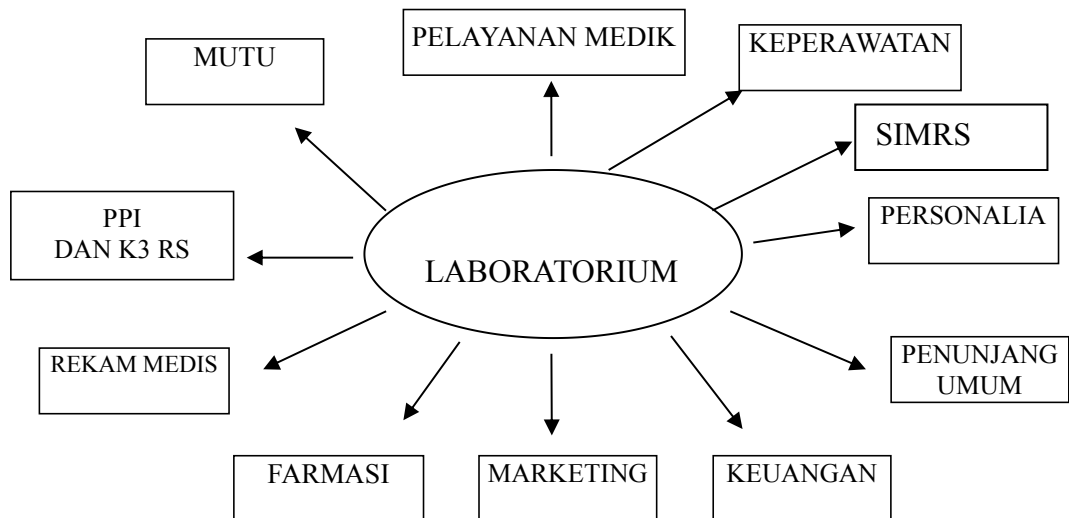 PELAYANAN MEDIK
KEPERAWATAN
MUTU
SIMRS
PPI
DAN K3 RS
PERSONALIA
LABORATORIUM
REKAM MEDIS
PENUNJANG
UMUM
FARMASI
MARKETING
KEUANGAN